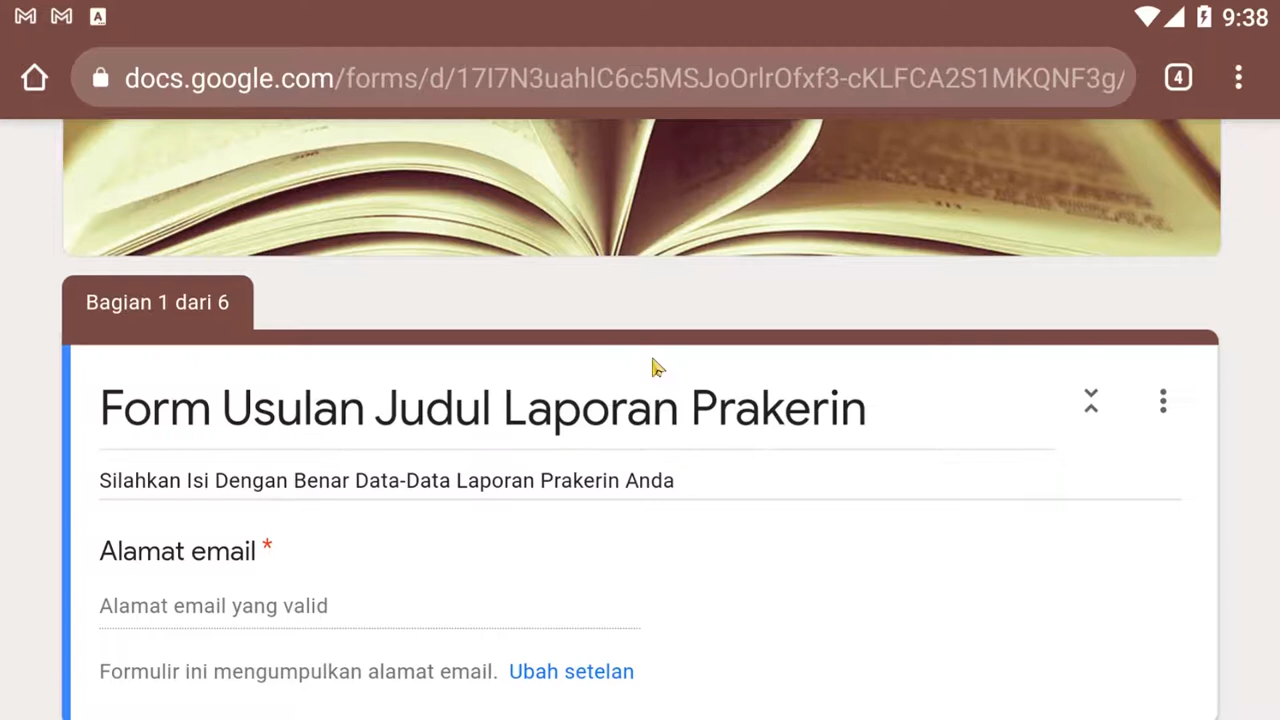 9:38
docs.google.com/forms/d/17I7N3uahlC6c5MSJoOrlrOfxf3-cKLFCA2S1MKQNF3g/
4
Bagian 1 dari 6
Form Usulan Judul Laporan Prakerin
Silahkan Isi Dengan Benar Data-Data Laporan Prakerin Anda
Alamat email *
Alamat email yang valid
Formulir ini mengumpulkan alamat email. Ubah setelan